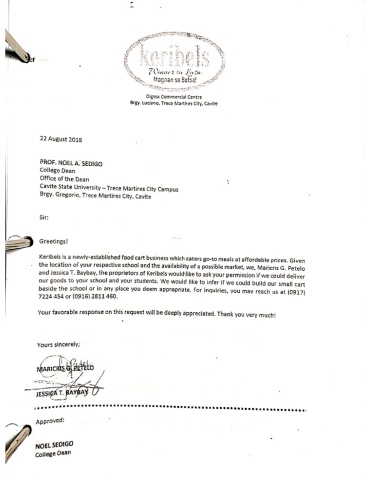 keribels
Digma Commercial Centre
Brgy. Luciano, Trece Martires City, Cavite
22 August 2018
PROF. NOEL A. SEDIGO
College Dean
Office of the Dean
Cavite State University – Trece Martires City Campus
Brgy. Gregorio, Trece Martires City, Cavite
Sir:
Greetings!
Keribels is a newly-established food cart business which caters go-to meals at affordable prices. Given
the location of your respective school and the availability of a possible market, we, Maricris G. Petelo
and Jessica T. Baybay, the proprietors of Keribels would like to ask your permission if we could deliver
our goods to your school and your students. We would like to infer if we could build our small cart
beside the school or in any place you deem appropriate. For inquiries, you may reach us at (0917)
7224 454 or (0916) 2811 460.
Your favorable response on this request will be deeply appreciated. Thank you very much!
Yours sincerely;
MARICRIS G. PETELO
JESSICA T. BAYBAY
Approved:
NOEL SEDIGO
College Dean